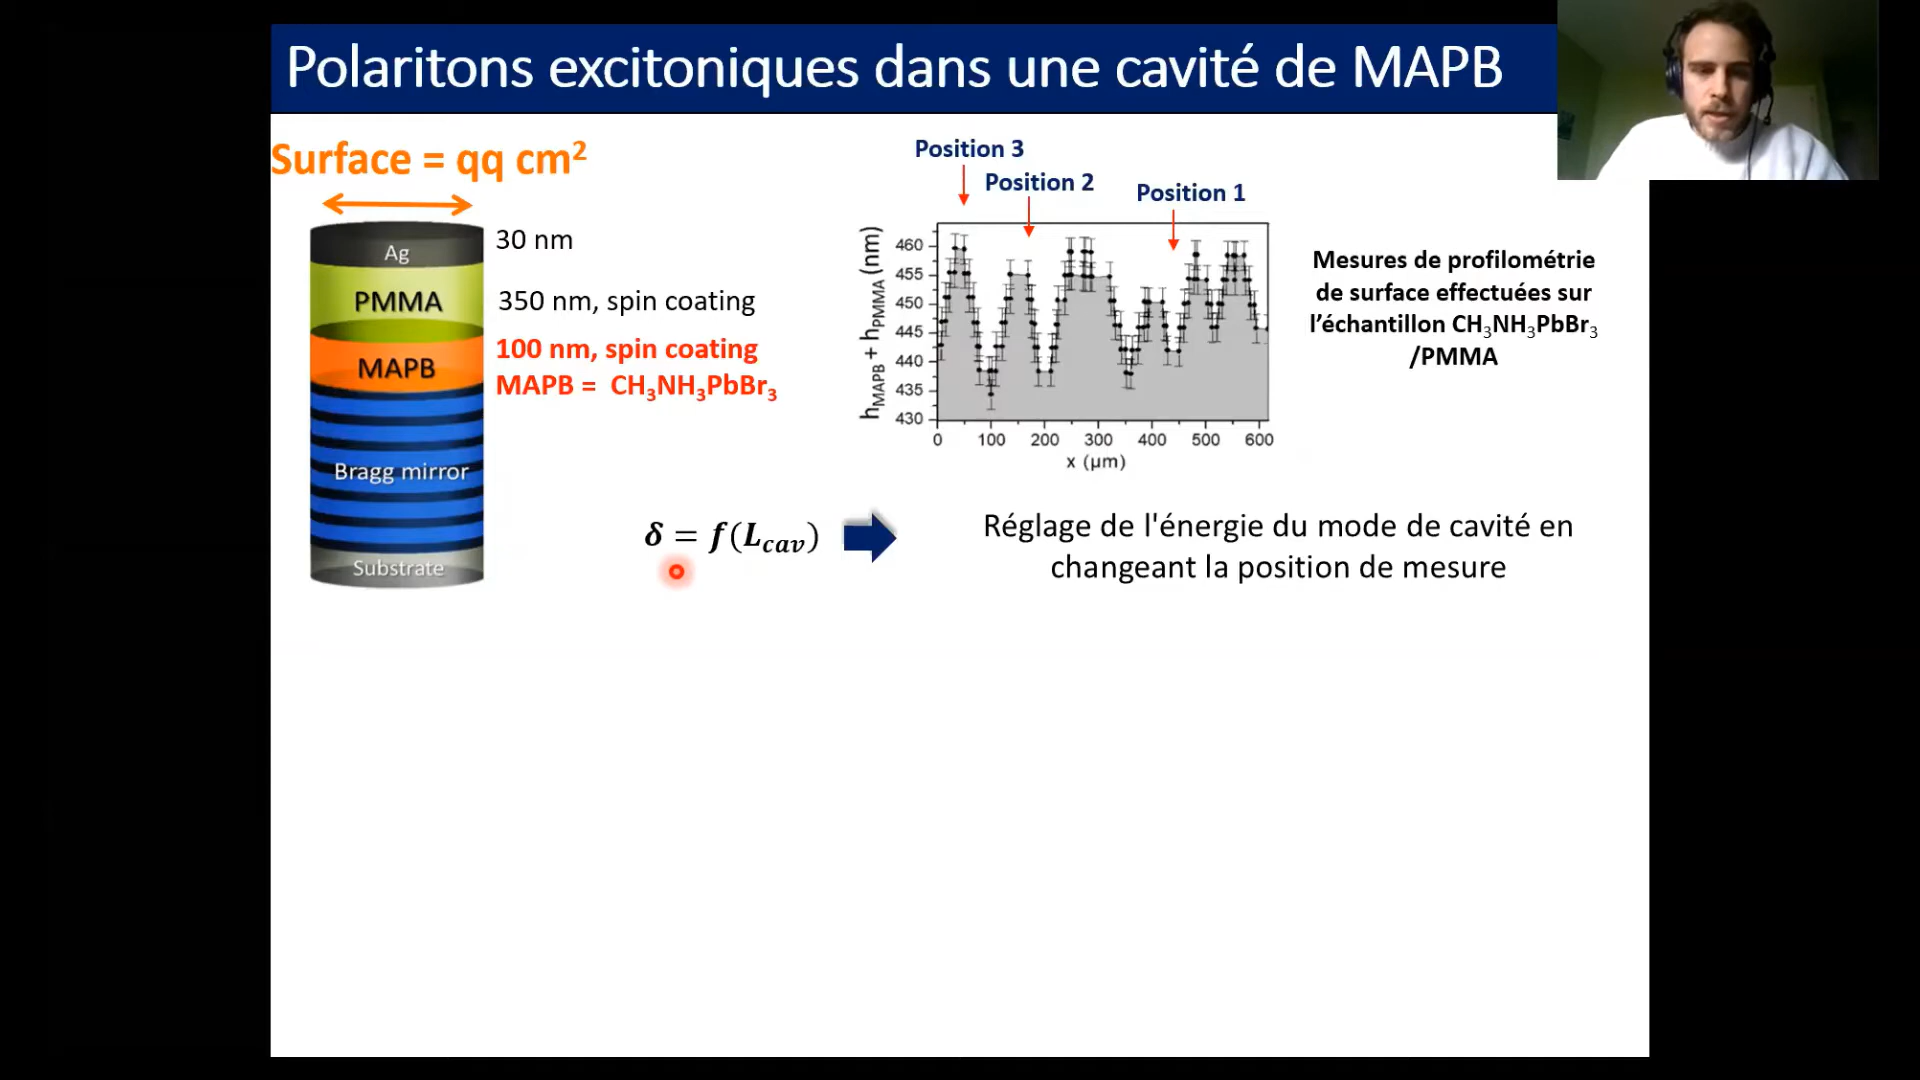 Polaritons excitoniques dans une cavité de MAPB
Surface = qq cm²
Ag
30 nm
PMMA
350 nm, spin coating
MAPB
100 nm, spin coating
MAPB = CH₃NH₃PbBr₃
Bragg mirror
Substrate
Position 3
Position 2
Position 1
h_MAPB + h_PMMA (nm)
460
455
450
445
440
435
430
0 100 200 300 400 500 600
x (µm)
Mesures de profilométrie
de surface effectuées sur
l’échantillon CH₃NH₃PbBr₃
/PMMA
δ = f(L_cav)
Réglage de l'énergie du mode de cavité en
changeant la position de mesure